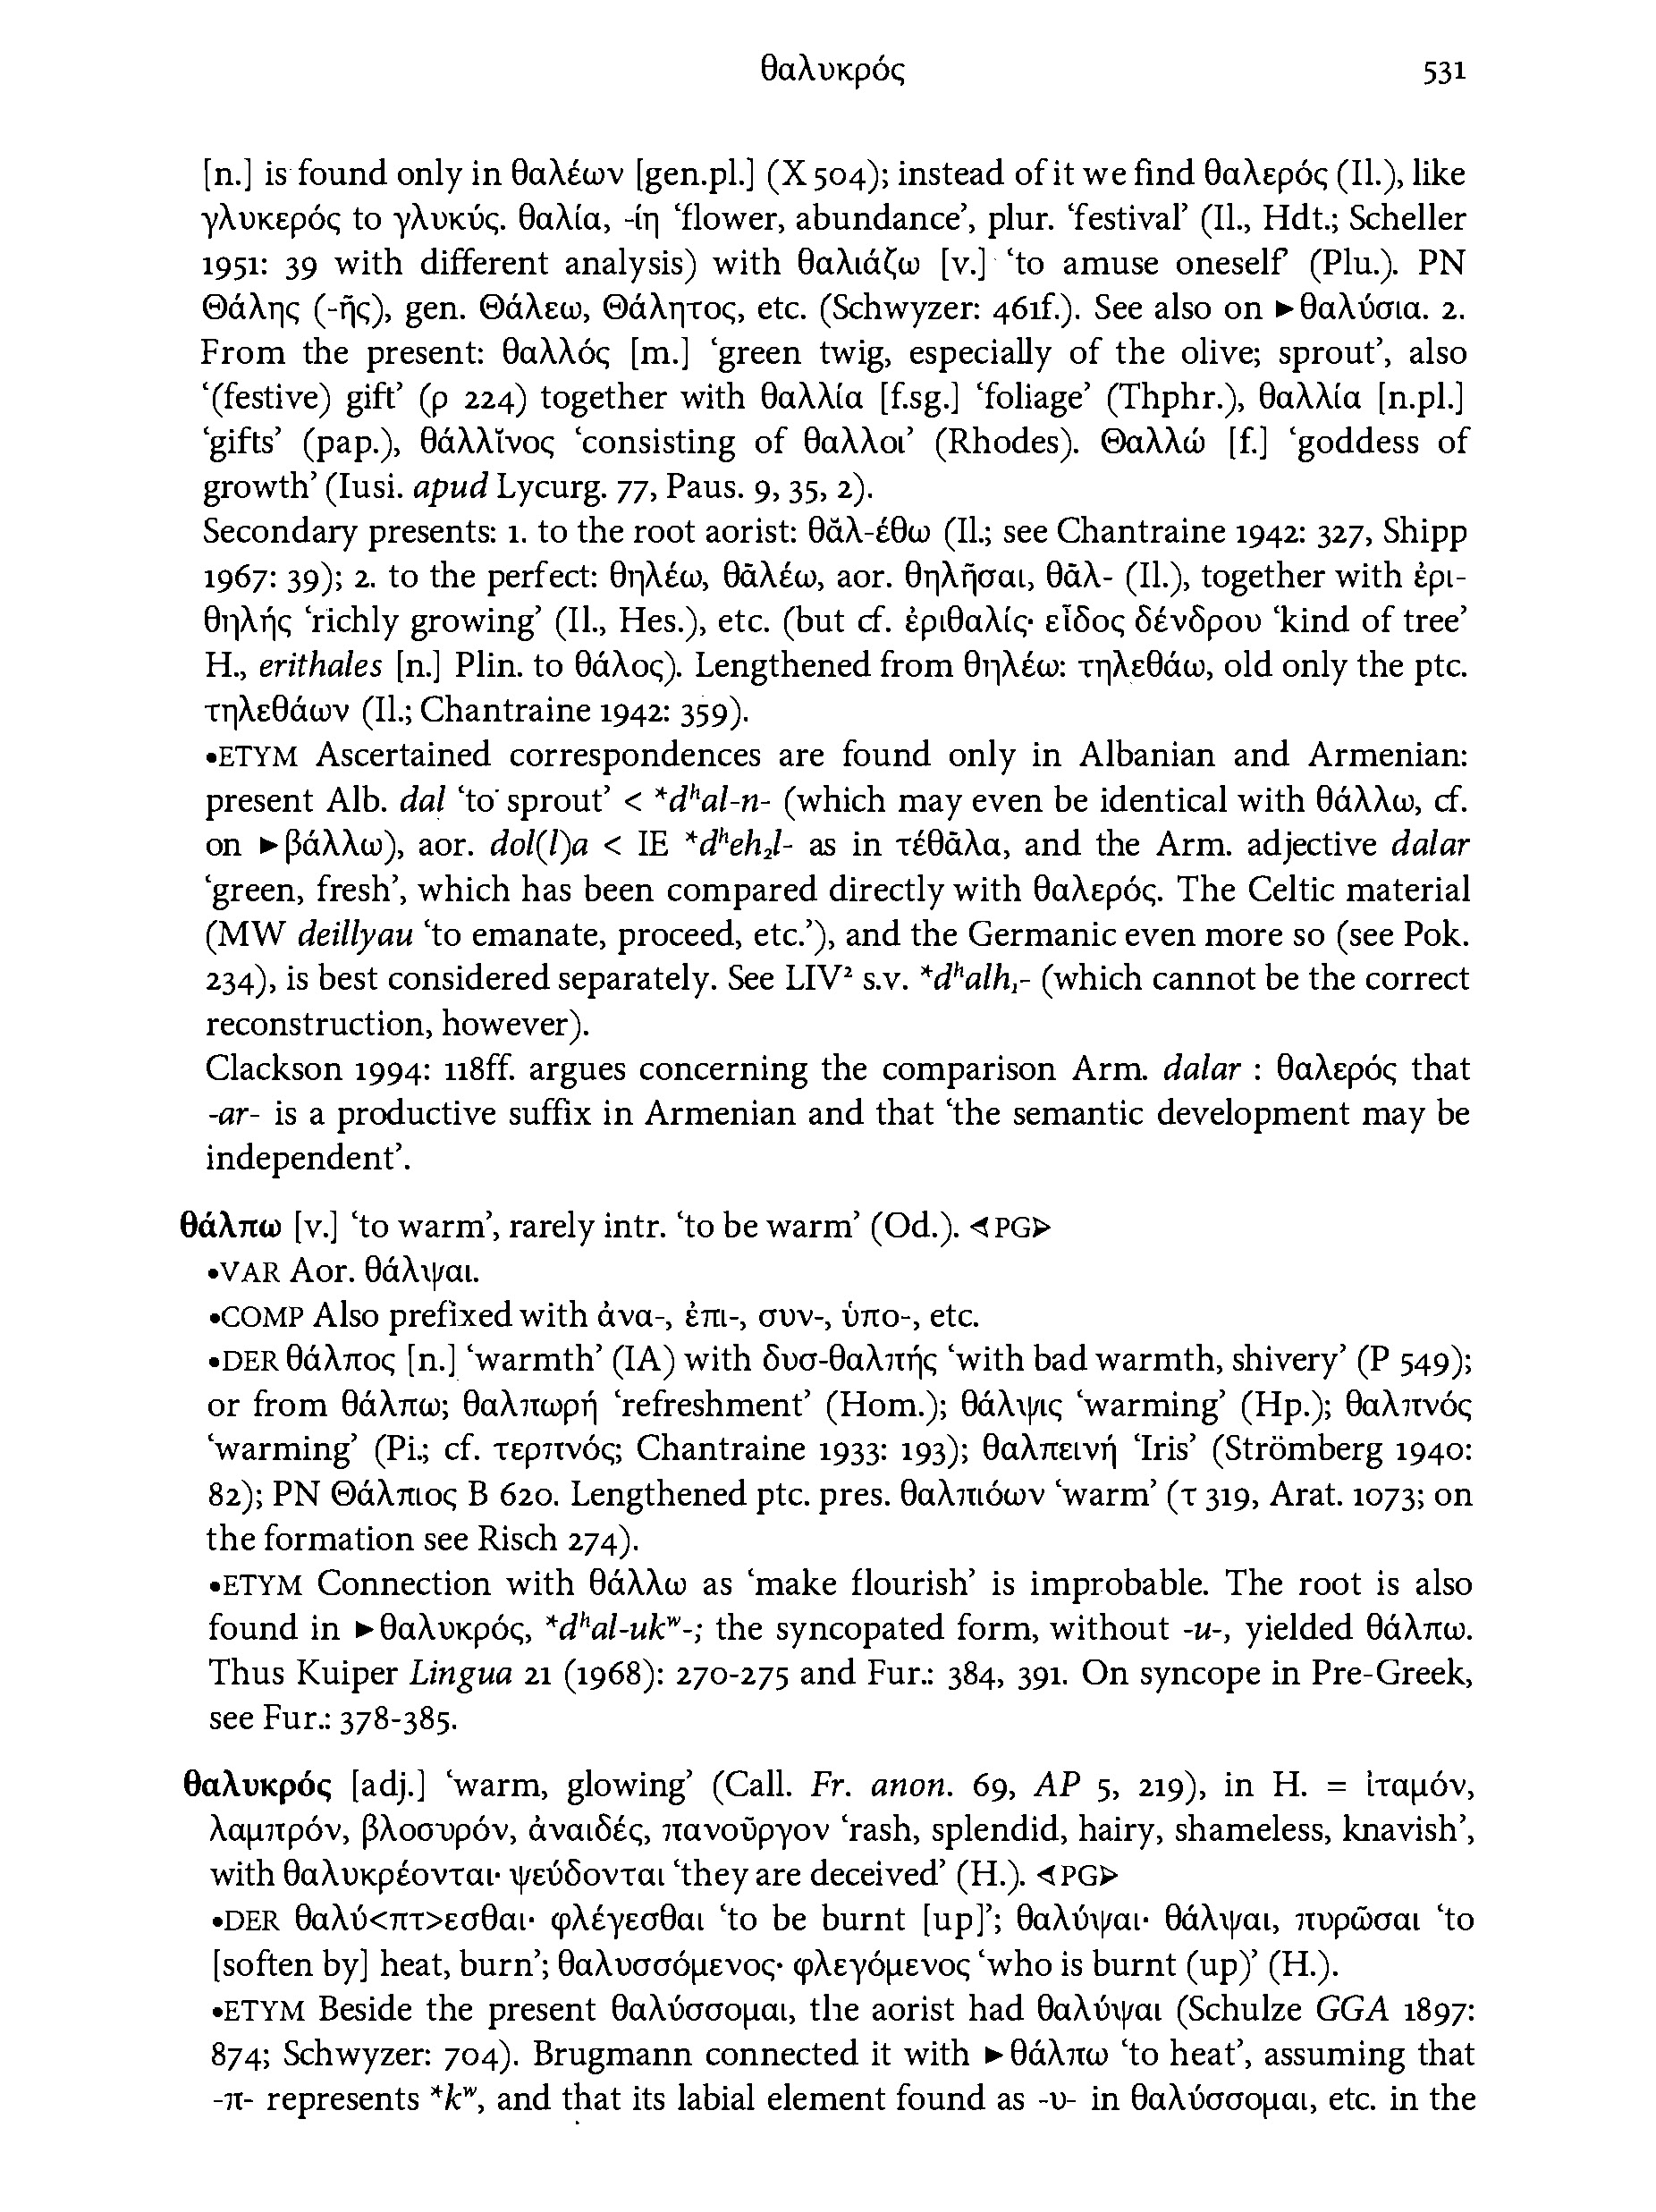 θαλυκρός 531
[n.] is found only in θαλέων [gen.pl.] (X 504); instead of it we find θαλερός (Il.), like
γλυκερός to γλυκύς. θαλία, -ίη ‘flower, abundance’, plur. ‘festival’ (Il., Hdt.; Scheller
1951: 39 with different analysis) with θαλιάζω [v.] ‘to amuse oneself’ (Plu.). PN
Θάλης (-ῆς), gen. Θάλεω, Θάλητος, etc. (Schwyzer: 461f.). See also on ►θαλύσια. 2.
From the present: θαλλός [m.] ‘green twig, especially of the olive; sprout’, also
‘(festive) gift’ (ρ 224) together with θαλλία [f.sg.] ‘foliage’ (Thphr.), θαλλία [n.pl.]
‘gifts’ (pap.), θάλλῐνος ‘consisting of θαλλοι’ (Rhodes). Θαλλώ [f.] ‘goddess of
growth’ (Iusi. apud Lycurg. 77, Paus. 9, 35, 2).
Secondary presents: 1. to the root aorist: θᾰλ-έθω (Il.; see Chantraine 1942: 327, Shipp
1967: 39); 2. to the perfect: θηλέω, θᾱλέω, aor. θηλῆσαι, θᾱλ- (Il.), together with ἐρι-
θηλής ‘richly growing’ (Il., Hes.), etc. (but cf. ἐριθαλίς· εἶδος δένδρου ‘kind of tree’
H., erithales [n.] Plin. to θάλος). Lengthened from θηλέω: τηλεθάω, old only the ptc.
τηλεθάων (Il.; Chantraine 1942: 359).
•ETYM Ascertained correspondences are found only in Albanian and Armenian:
present Alb. dal ‘to sprout’ < *dʰal-n- (which may even be identical with θάλλω, cf.
on ►βάλλω), aor. dol(l)a < IE *dʰeh₂l- as in τέθᾱλα, and the Arm. adjective dalar
‘green, fresh’, which has been compared directly with θαλερός. The Celtic material
(MW deillyau ‘to emanate, proceed, etc.’), and the Germanic even more so (see Pok.
234), is best considered separately. See LIV² s.v. *dʰalh₁- (which cannot be the correct
reconstruction, however).
Clackson 1994: 118ff. argues concerning the comparison Arm. dalar : θαλερός that
-ar- is a productive suffix in Armenian and that ‘the semantic development may be
independent’.
θάλπω [v.] ‘to warm’, rarely intr. ‘to be warm’ (Od.). ◄PG►
•VAR Aor. θάλψαι.
•COMP Also prefixed with ἀνα-, ἐπι-, συν-, ὑπο-, etc.
•DER θάλπος [n.] ‘warmth’ (IA) with δυσ-θαλπής ‘with bad warmth, shivery’ (P 549);
or from θάλπω; θαλπωρή ‘refreshment’ (Hom.); θάλψις ‘warming’ (Hp.); θαλπνός
‘warming’ (Pi.; cf. τερπνός; Chantraine 1933: 193); θαλπεινή ‘Iris’ (Strömberg 1940:
82); PN Θάλπιος B 620. Lengthened ptc. pres. θαλπιόων ‘warm’ (τ 319, Arat. 1073; on
the formation see Risch 274).
•ETYM Connection with θάλλω as ‘make flourish’ is improbable. The root is also
found in ►θαλυκρός, *dʰal-ukʷ-; the syncopated form, without -u-, yielded θάλπω.
Thus Kuiper Lingua 21 (1968): 270-275 and Fur.: 384, 391. On syncope in Pre-Greek,
see Fur.: 378-385.
θαλυκρός [adj.] ‘warm, glowing’ (Call. Fr. anon. 69, AP 5, 219), in H. = ἰταμόν,
λαμπρόν, βλοσυρόν, ἀναιδές, πανοῦργον ‘rash, splendid, hairy, shameless, knavish’,
with θαλυκρέονται· ψεύδονται ‘they are deceived’ (H.). ◄PG►
•DER θαλύ<πτ>εσθαι· φλέγεσθαι ‘to be burnt [up]’; θαλύψαι· θάλψαι, πυρῶσαι ‘to
[soften by] heat, burn’; θαλυσσόμενος· φλεγόμενος ‘who is burnt (up)’ (H.).
•ETYM Beside the present θαλύσσομαι, the aorist had θαλύψαι (Schulze GGA 1897:
874; Schwyzer: 704). Brugmann connected it with ►θάλπω ‘to heat’, assuming that
-π- represents *kʷ, and that its labial element found as -υ- in θαλύσσομαι, etc. in the